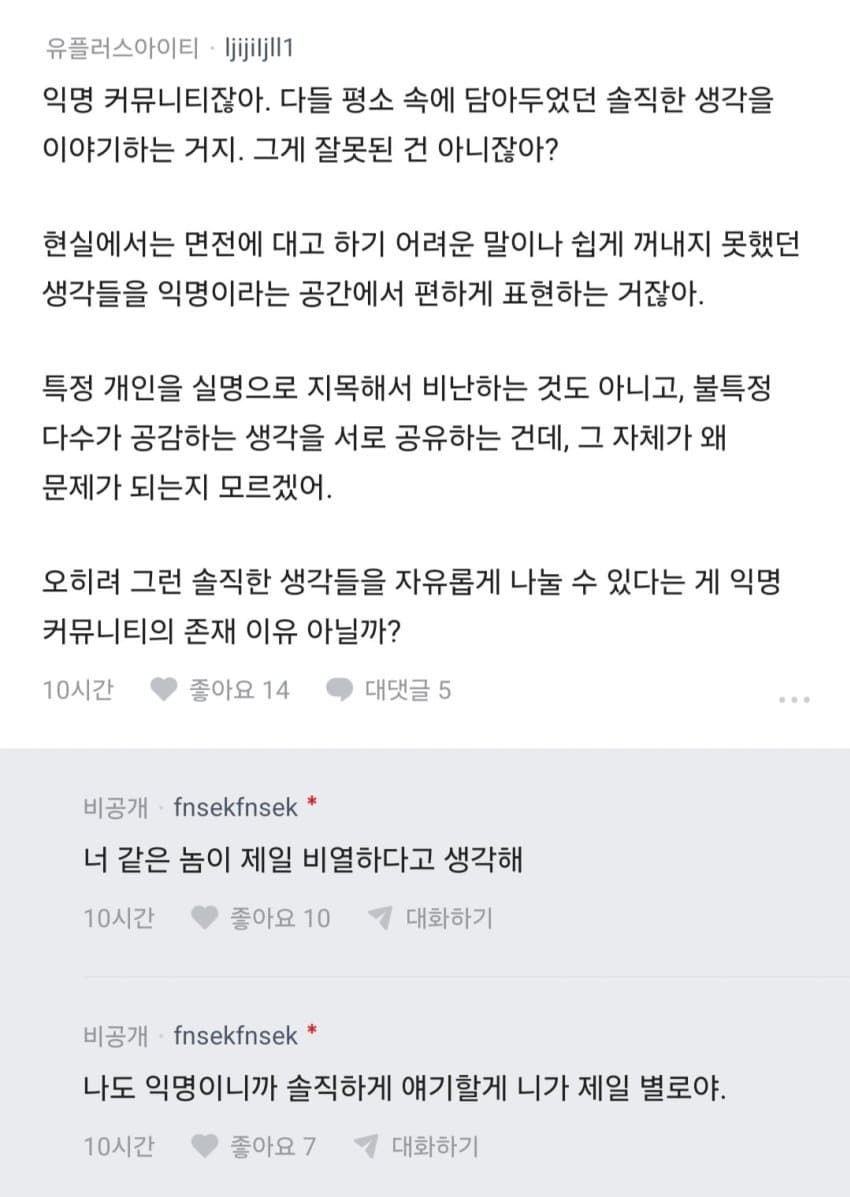 유플러스아이티 · ljijiljll1
익명 커뮤니티잖아. 다들 평소 속에 담아두었던 솔직한 생각을
이야기하는 거지. 그게 잘못된 건 아니잖아?
현실에서는 면전에 대고 하기 어려운 말이나 쉽게 꺼내지 못했던
생각들을 익명이라는 공간에서 편하게 표현하는 거잖아.
특정 개인을 실명으로 지목해서 비난하는 것도 아니고, 불특정
다수가 공감하는 생각을 서로 공유하는 건데, 그 자체가 왜
문제가 되는지 모르겠어.
오히려 그런 솔직한 생각들을 자유롭게 나눌 수 있다는 게 익명
커뮤니티의 존재 이유 아닐까?
10시간 좋아요 14 대댓글 5
비공개 · fnsekfnsek *
너 같은 놈이 제일 비열하다고 생각해
10시간 좋아요 10 대화하기
비공개 · fnsekfnsek *
나도 익명이니까 솔직하게 얘기할게 니가 제일 별로야.
10시간 좋아요 7 대화하기